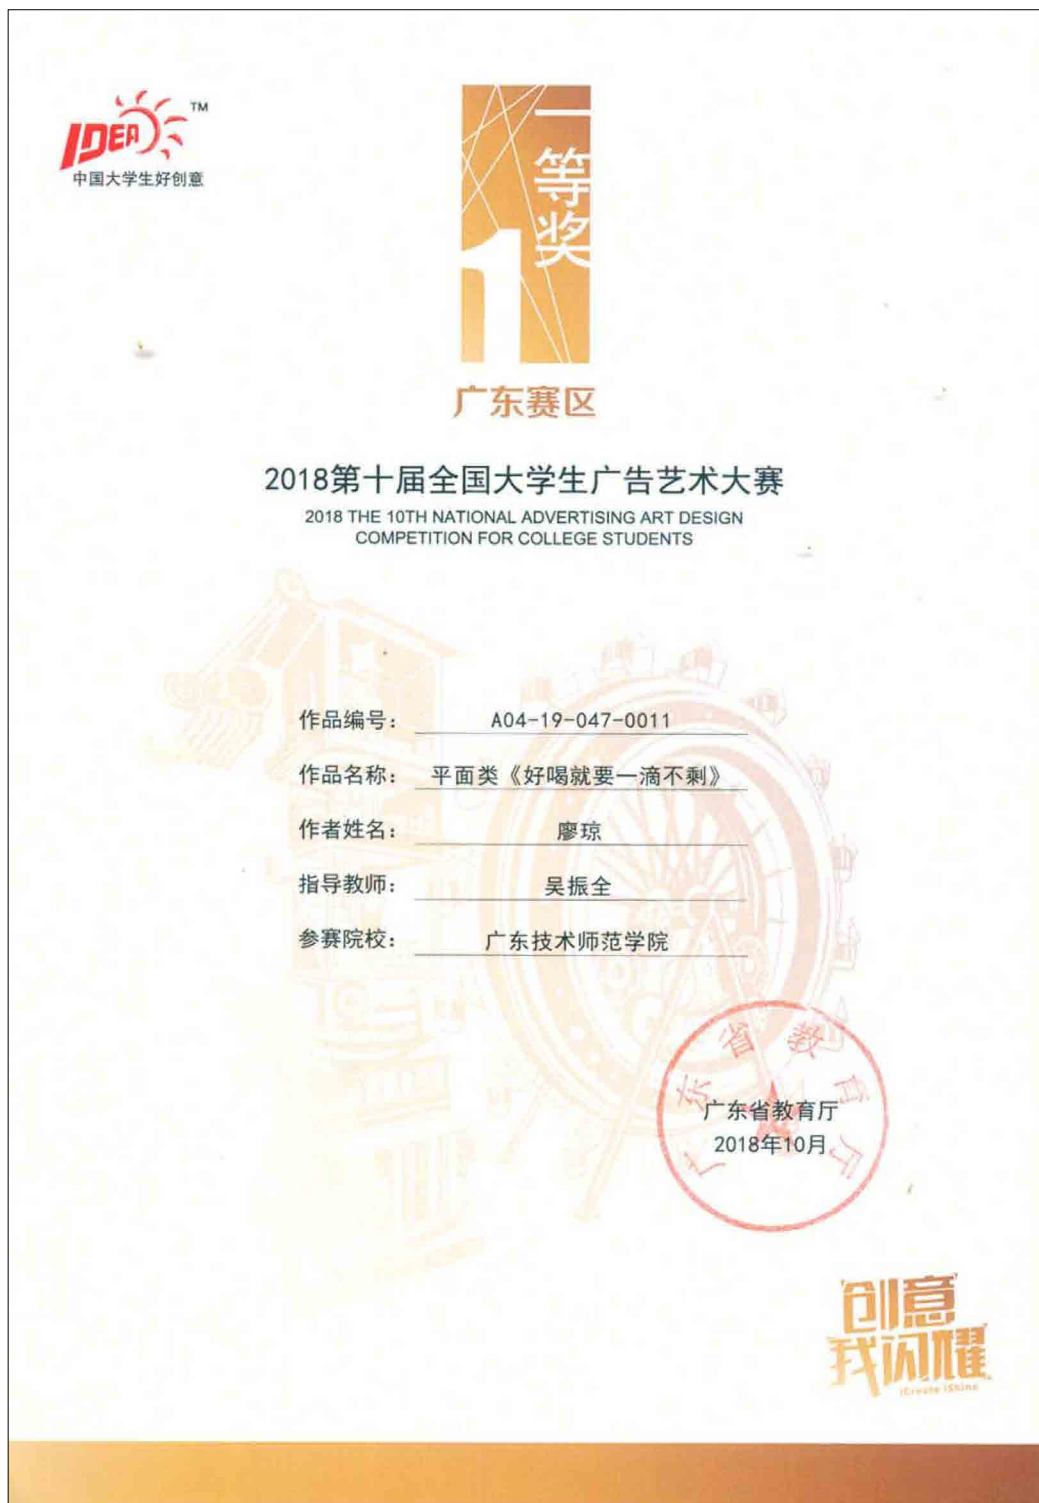 IDEA TM
中国大学生好创意
一等奖
1
广东赛区
2018第十届全国大学生广告艺术大赛
2018 THE 10TH NATIONAL ADVERTISING ART DESIGN
COMPETITION FOR COLLEGE STUDENTS
作品编号: A04-19-047-0011
作品名称: 平面类《好喝就要一滴不剩》
作者姓名: 廖琼
指导教师: 吴振全
参赛院校: 广东技术师范学院
广东省教育厅
广东省教育厅
2018年10月
创意
我闪耀
iCreate iShine